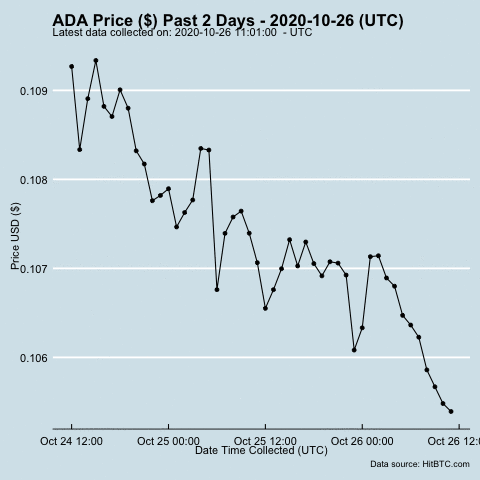 ADA Price ($) Past 2 Days - 2020-10-26 (UTC)
Latest data collected on: 2020-10-26 11:01:00 - UTC
0.109
0.108
0.107
0.106
Price USD ($)
Oct 24 12:00 Oct 25 00:00 Oct 25 12:00 Oct 26 00:00 Oct 26 12:0
Date Time Collected (UTC)
Data source: HitBTC.com